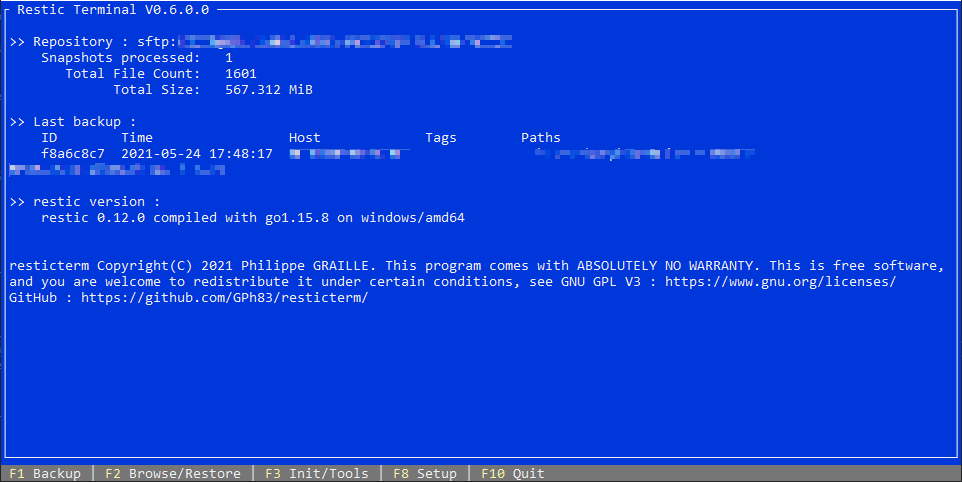 Restic Terminal V0.6.0.0
>> Repository : sftp:
Snapshots processed: 1
Total File Count: 1601
Total Size: 567.312 MiB
>> Last backup :
ID Time Host Tags Paths
f8a6c8c7 2021-05-24 17:48:17
>> restic version :
restic 0.12.0 compiled with go1.15.8 on windows/amd64
resticterm Copyright(C) 2021 Philippe GRAILLE. This program comes with ABSOLUTELY NO WARRANTY. This is free software,
and you are welcome to redistribute it under certain conditions, see GNU GPL V3 : https://www.gnu.org/licenses/
GitHub : https://github.com/GPh83/resticterm/
F1 Backup │ F2 Browse/Restore │ F3 Init/Tools │ F8 Setup │ F10 Quit